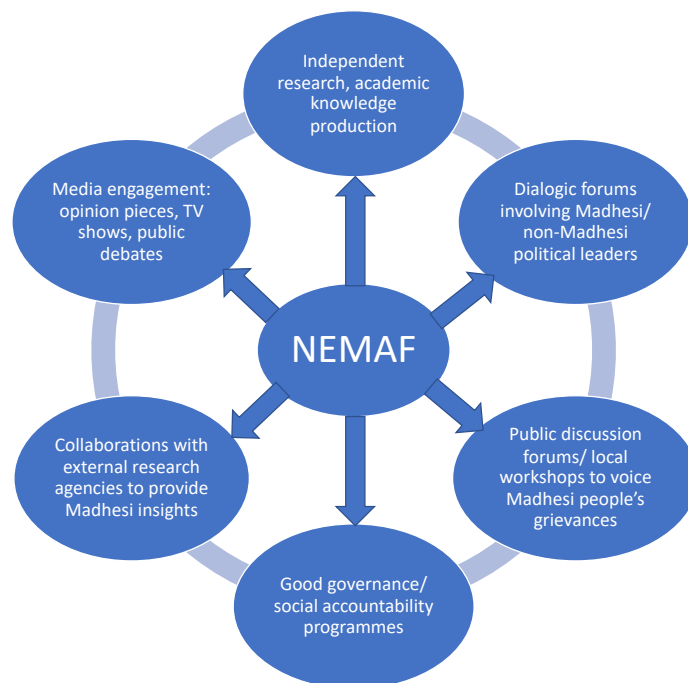 Independent
research, academic
knowledge
production
Media engagement:
opinion pieces, TV
shows, public
debates
Dialogic forums
involving Madhesi/
non-Madhesi
political leaders
NEMAF
Collaborations with
external research
agencies to provide
Madhesi insights
Public discussion
forums/ local
workshops to voice
Madhesi people’s
grievances
Good governance/
social accountability
programmes